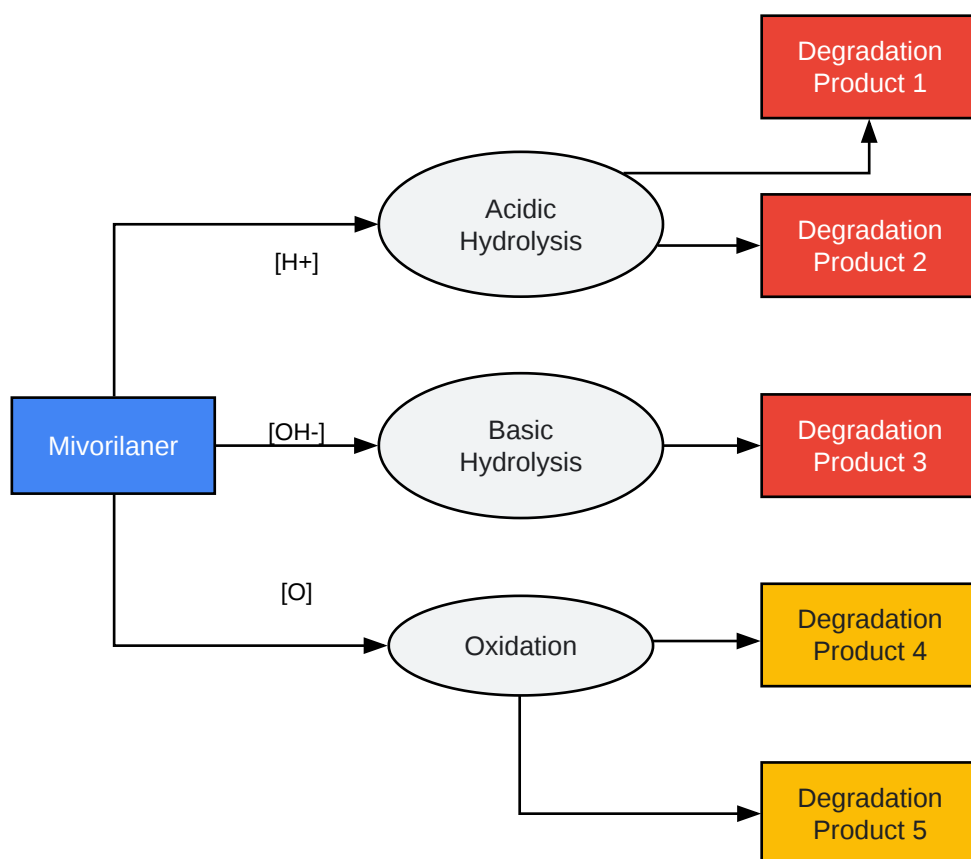 Degradation
Product 1
Acidic
Hydrolysis
[H+]
Degradation
Product 2
Mivorilaner
[OH-]
Basic
Hydrolysis
Degradation
Product 3
[O]
Oxidation
Degradation
Product 4
Degradation
Product 5